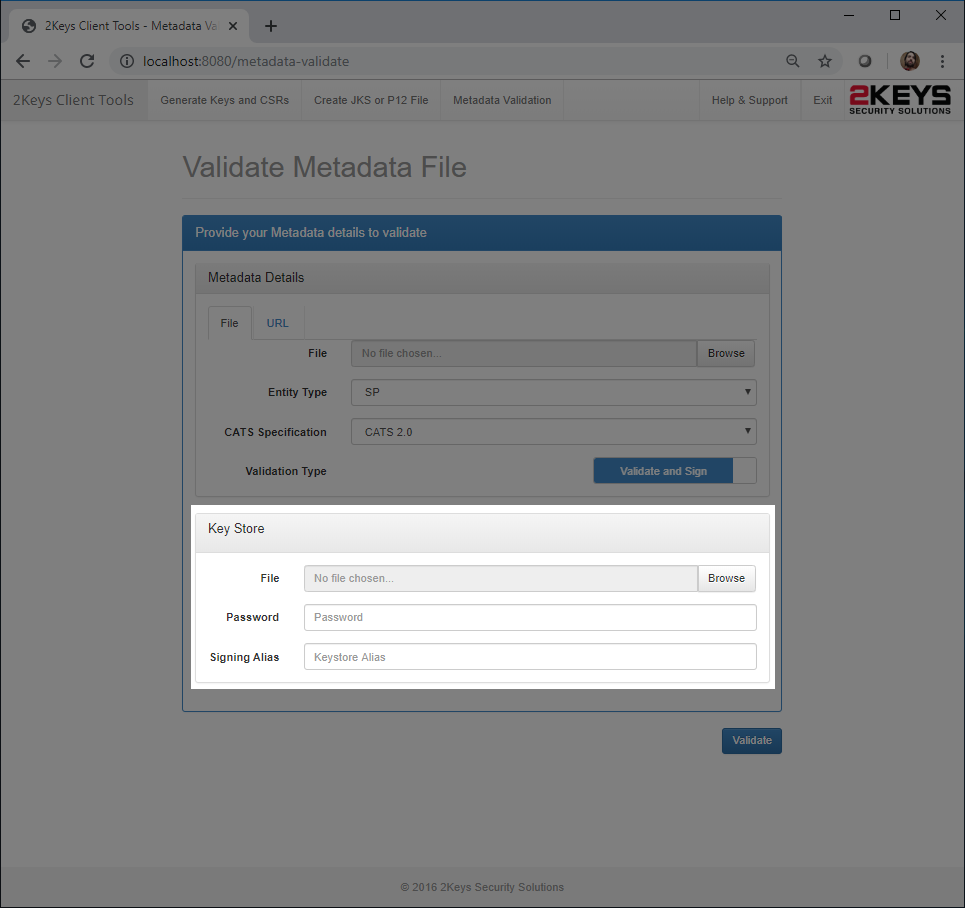 2Keys Client Tools - Metadata Va
localhost:8080/metadata-validate
2Keys Client Tools Generate Keys and CSRs Create JKS or P12 File Metadata Validation Help & Support Exit 2KEYS
SECURITY SOLUTIONS
Validate Metadata File
Provide your Metadata details to validate
Metadata Details
File URL
File No file chosen... Browse
Entity Type SP
CATS Specification CATS 2.0
Validation Type Validate and Sign
Key Store
File No file chosen... Browse
Password Password
Signing Alias Keystore Alias
Validate
© 2016 2Keys Security Solutions